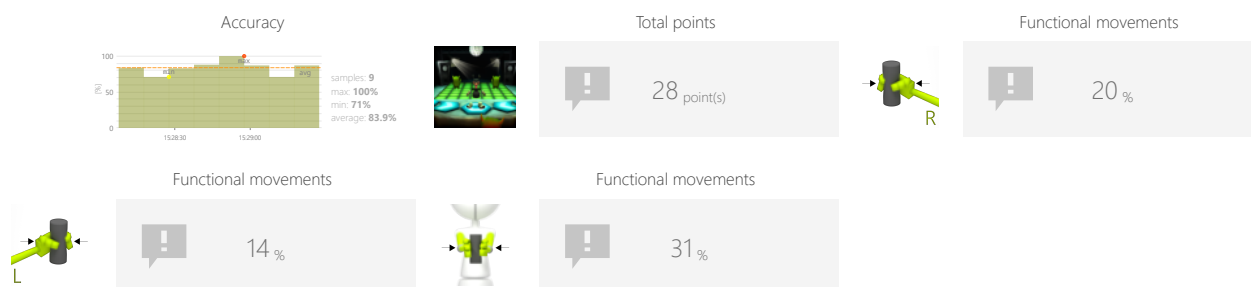 Accuracy
Total points
Functional movements
100
50
0
[%]
min
max
avg
15:28:30
15:29:00
samples: 9
max: 100%
min: 71%
average: 83.9%
28 point(s)
R
20 %
Functional movements
Functional movements
L
14 %
31 %